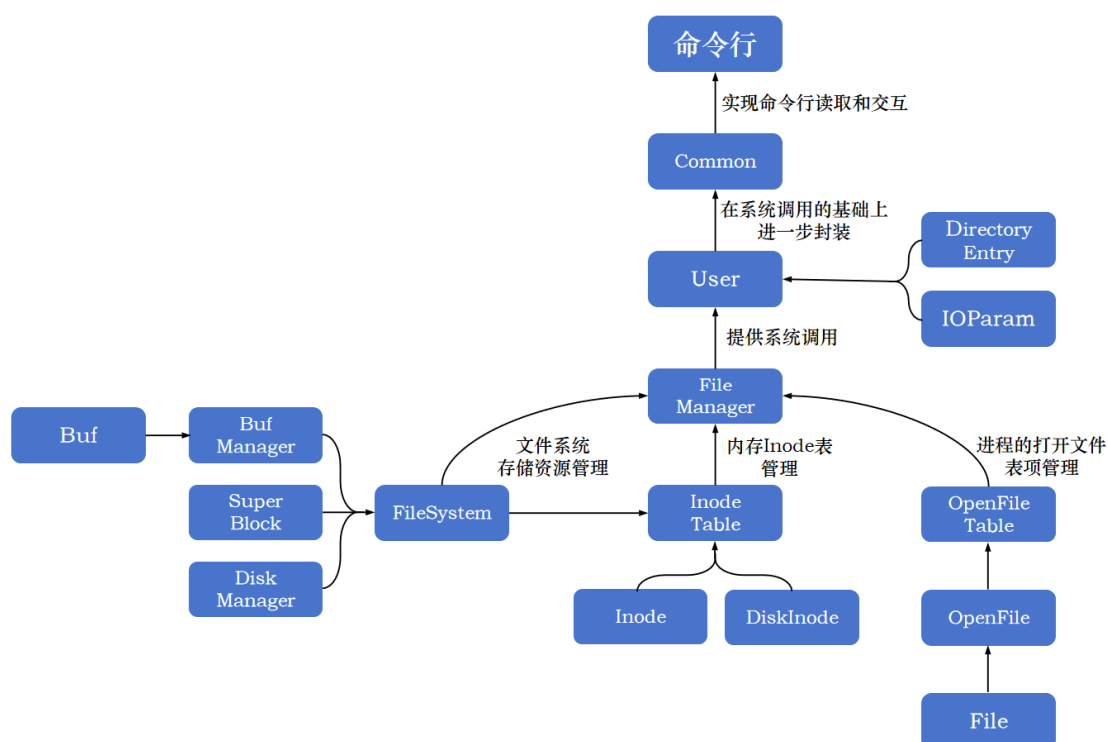 命令行
实现命令行读取和交互
Common
在系统调用的基础上
进一步封装
Directory
Entry
User
IOParam
提供系统调用
File
Manager
Buf
Buf
Manager
文件系统
存储资源管理
内存Inode表
管理
进程的打开文件
表项管理
Super
Block
FileSystem
Inode
Table
OpenFile
Table
Disk
Manager
Inode
DiskInode
OpenFile
File